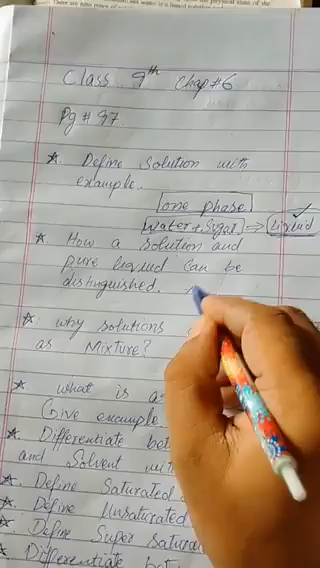 Class 9th Chap#6
Pg # 97
* Define Solution with
example.
one phase
Water + Sugar => Liquid
* How a solution and
pure liquid can be
distinguished.
* why solutions
as Mixture?
* what is
Give example
* Differentiate
and Solvent
* Define Saturated
* Define Unsaturated
* Define Super
* Differentiate